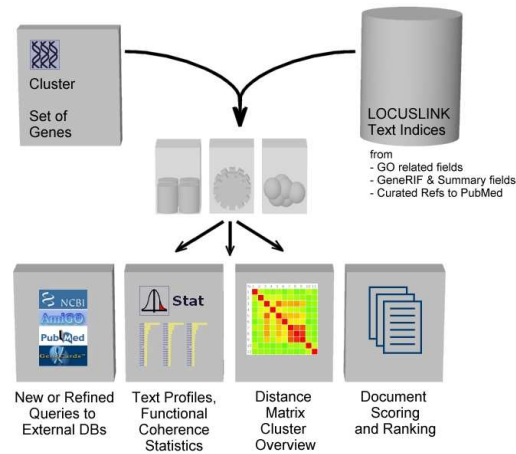 Cluster
Set of
Genes
LOCUSLINK
Text Indices
from
- GO related fields
- GeneRIF & Summary fields
- Curated Refs to PubMed
NCBI
AmiGO
PubMed
GeneCards
Stat
New or Refined
Queries to
External DBs
Text Profiles,
Functional
Coherence
Statistics
Distance
Matrix
Cluster
Overview
Document
Scoring
and Ranking